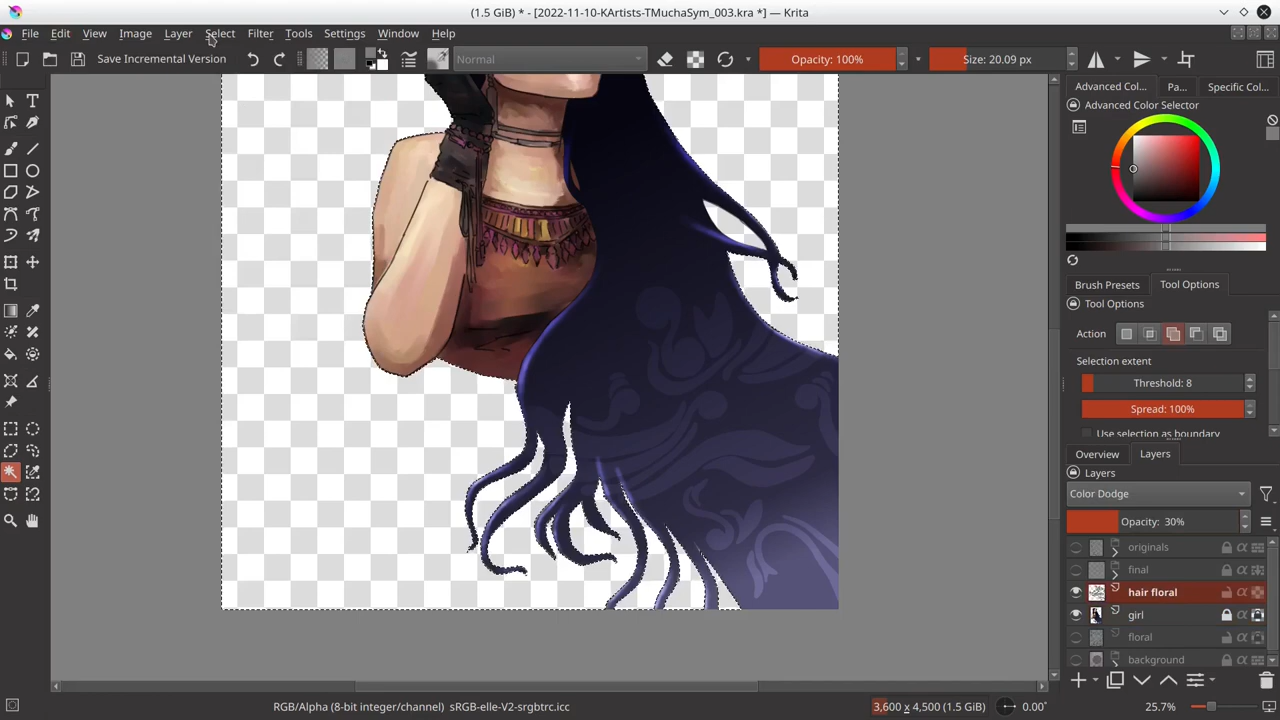 (1.5 GiB) * - [2022-11-10-KArtists-TMuchaSym_003.kra *] — Krita
File Edit View Image Layer Select Filter Tools Settings Window Help
Save Incremental Version Normal Opacity: 100% Size: 20.09 px
Advanced Col... Pa... Specific Col...
Advanced Color Selector
Brush Presets Tool Options
Tool Options
Action
Selection extent
Threshold: 8
Spread: 100%
Use selection as boundary
Overview Layers
Layers
Color Dodge
Opacity: 30%
originals
final
hair floral
girl
floral
background
RGB/Alpha (8-bit integer/channel) sRGB-elle-V2-srgbtrc.icc 3,600 x 4,500 (1.5 GiB) 0.00° 25.7%